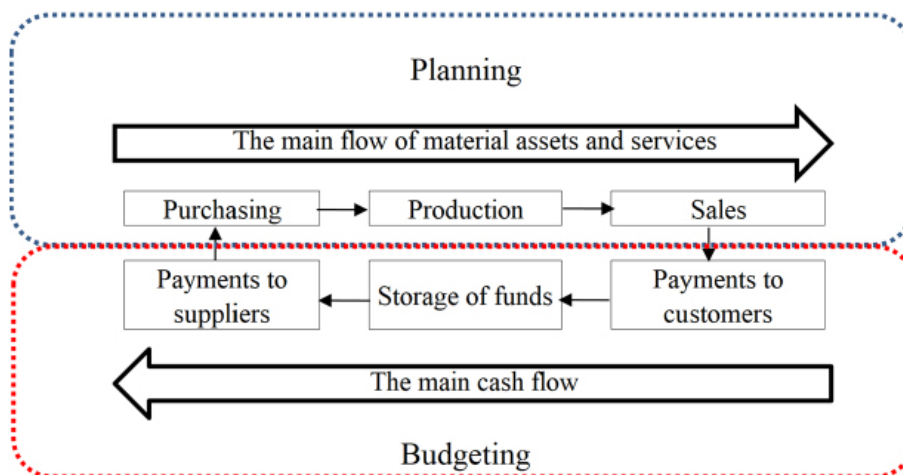 Planning
The main flow of material assets and services
Purchasing
Production
Sales
Payments to
suppliers
Storage of funds
Payments to
customers
The main cash flow
Budgeting